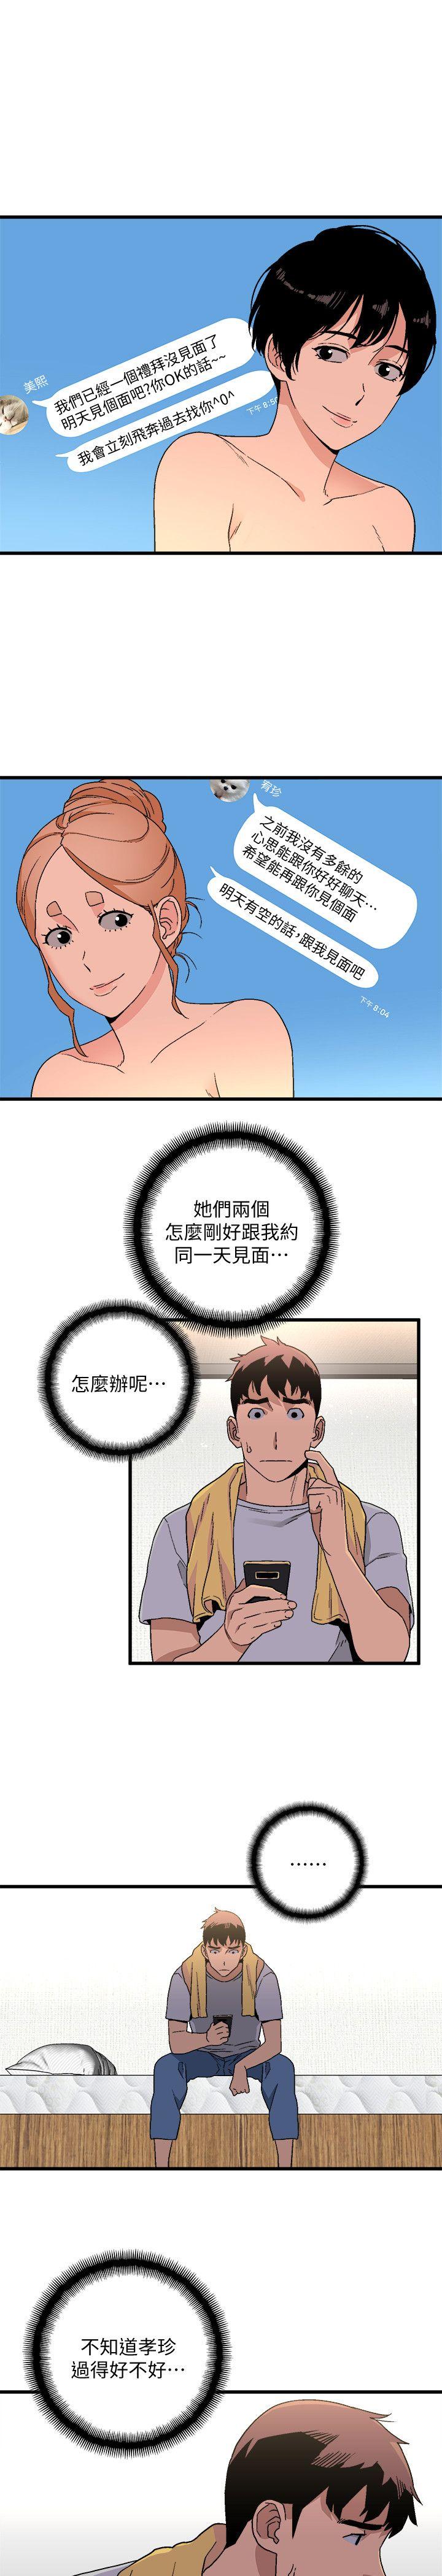 美熙
我們已經一個禮拜沒見面了
明天見個面吧?你OK的話~~
我會立刻飛奔過去找你^0^
下午 8:50
宥珍
之前我沒有多餘的
心思能跟你好好聊天…
希望能再跟你見個面
明天有空的話，跟我見面吧
下午 8:04
她們兩個
怎麼剛好跟我約
同一天見面…
怎麼辦呢…
……
不知道孝珍
過得好不好…